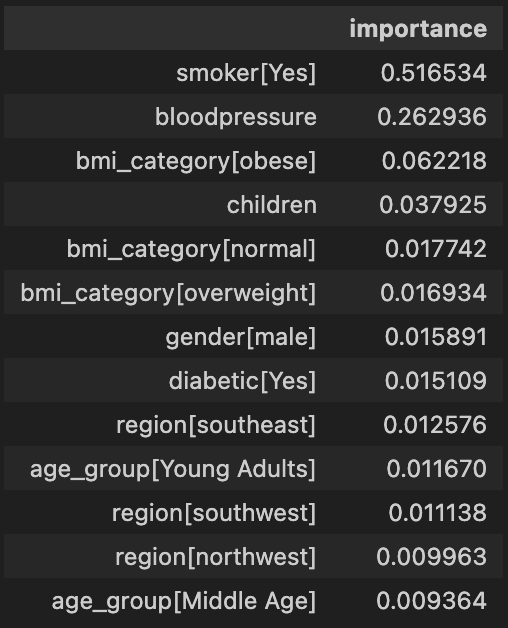 importance
smoker[Yes] 0.516534
bloodpressure 0.262936
bmi_category[obese] 0.062218
children 0.037925
bmi_category[normal] 0.017742
bmi_category[overweight] 0.016934
gender[male] 0.015891
diabetic[Yes] 0.015109
region[southeast] 0.012576
age_group[Young Adults] 0.011670
region[southwest] 0.011138
region[northwest] 0.009963
age_group[Middle Age] 0.009364